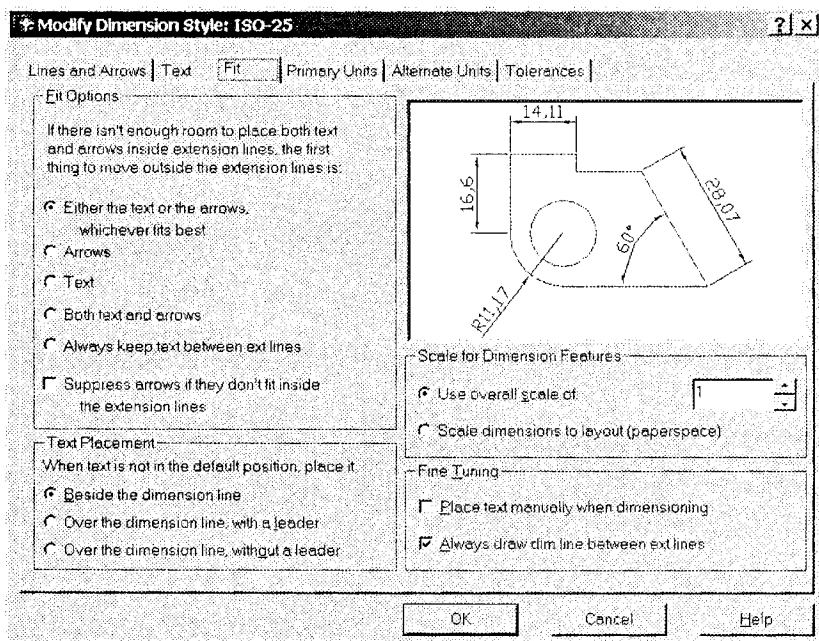 Modify Dimension Style: ISO-25
Lines and Arrows
Text
Fit
Primary Units
Alternate Units
Tolerances
Fit Options
If there isn't enough room to place both text
and arrows inside extension lines, the first
thing to move outside the extension lines is:
Either the text or the arrows,
whichever fits best
Arrows
Text
Both text and arrows
Always keep text between ext lines
Suppress arrows if they don't fit inside
the extension lines
Text Placement
When text is not in the default position, place it
Beside the dimension line
Over the dimension line, with a leader
Over the dimension line, withgut a leader
14,11
16,6
28,07
60°
R11,17
Scale for Dimension Features
Use overall scale of:
1
Scale dimensions to layout (paperspace)
Fine Tuning
Place text manually when dimensioning
Always draw dim line between ext lines
OK
Cancel
Help